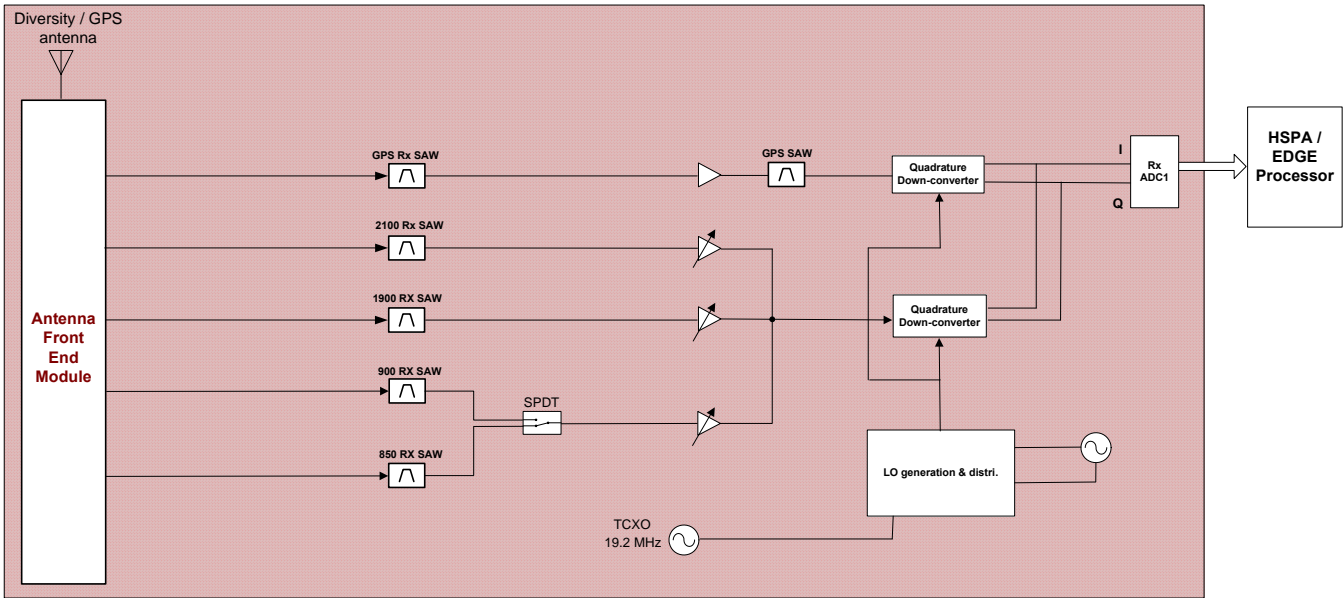 Diversity / GPS
antenna
Antenna
Front
End
Module
GPS Rx SAW
GPS SAW
2100 Rx SAW
1900 RX SAW
900 RX SAW
850 RX SAW
SPDT
Quadrature
Down-converter
Quadrature
Down-converter
I
Q
Rx
ADC1
HSPA /
EDGE
Processor
LO generation & distri.
TCXO
19.2 MHz